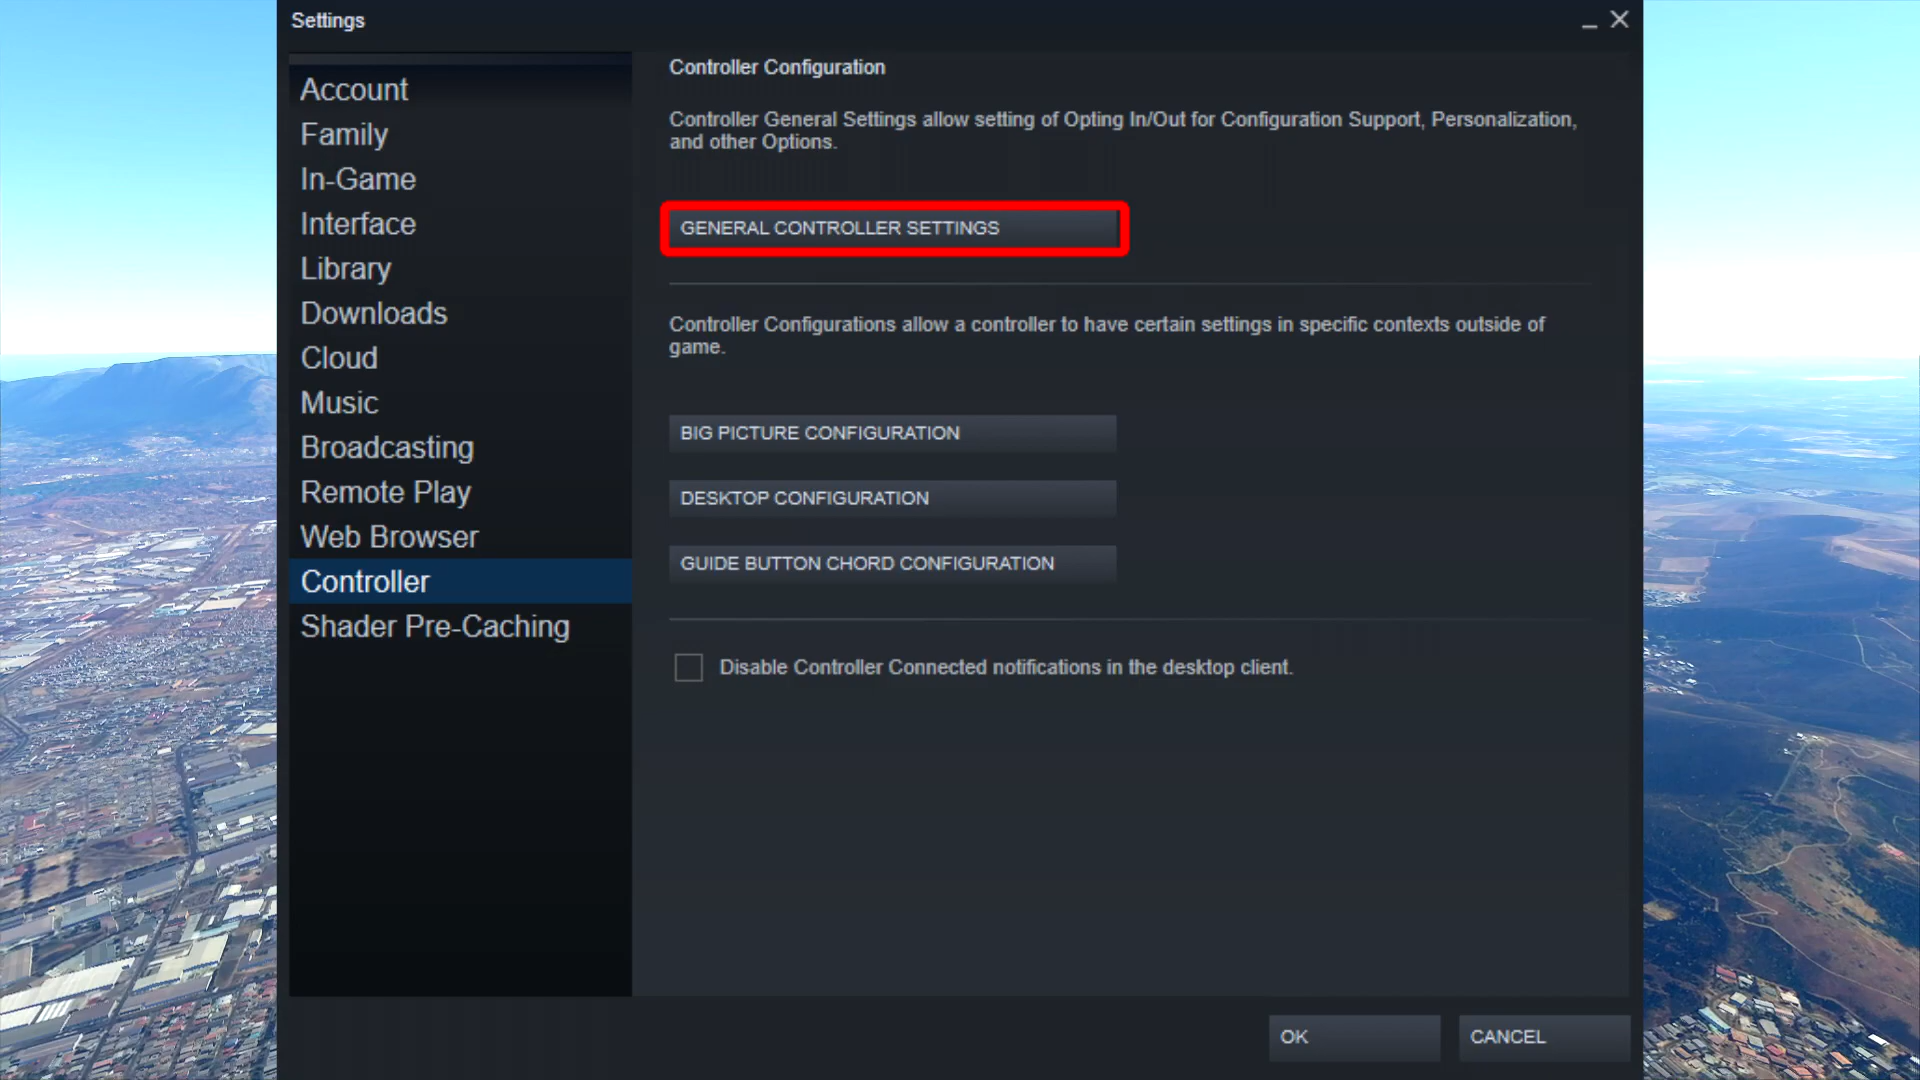 Settings
Account
Family
In-Game
Interface
Library
Downloads
Cloud
Music
Broadcasting
Remote Play
Web Browser
Controller
Shader Pre-Caching
Controller Configuration
Controller General Settings allow setting of Opting In/Out for Configuration Support, Personalization,
and other Options.
GENERAL CONTROLLER SETTINGS
Controller Configurations allow a controller to have certain settings in specific contexts outside of
game.
BIG PICTURE CONFIGURATION
DESKTOP CONFIGURATION
GUIDE BUTTON CHORD CONFIGURATION
Disable Controller Connected notifications in the desktop client.
OK
CANCEL